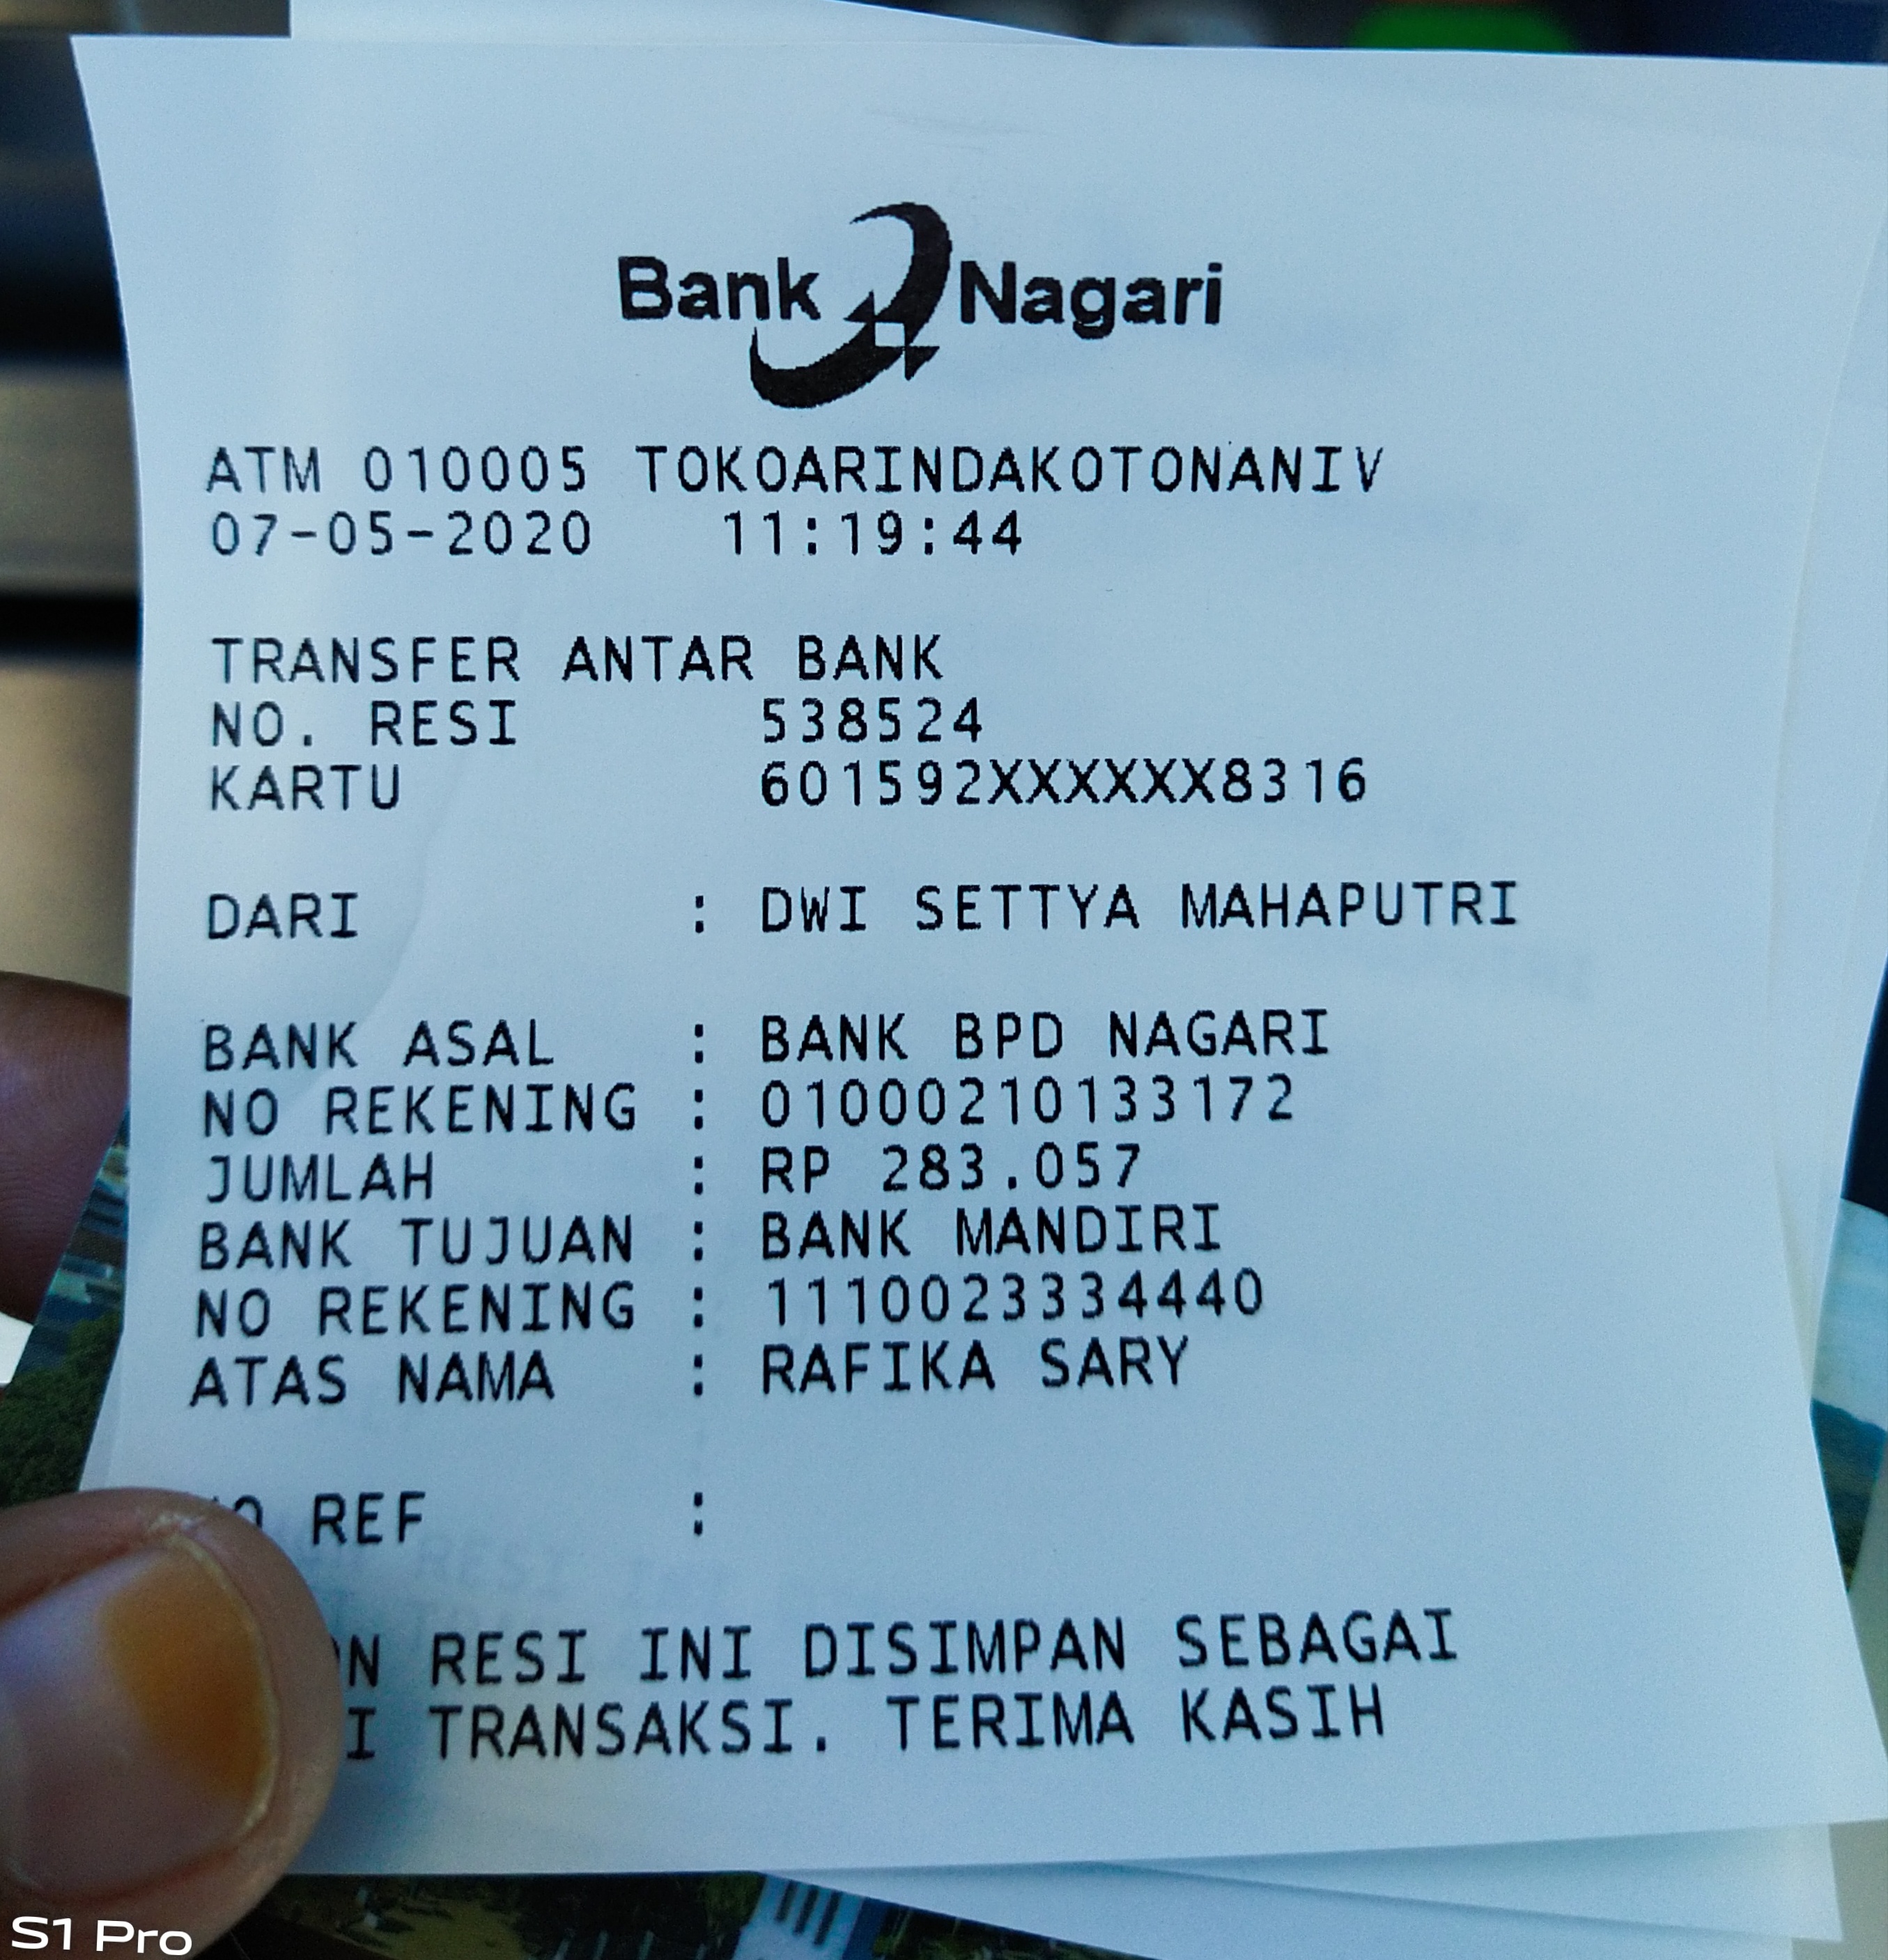 Bank Nagari
ATM 010005 TOKOARINDAKOTONANIV
07-05-2020 11:19:44
TRANSFER ANTAR BANK
NO. RESI 538524
KARTU 601592XXXXXX8316
DARI : DWI SETTYA MAHAPUTRI
BANK ASAL : BANK BPD NAGARI
NO REKENING : 01000210133172
JUMLAH : RP 283.057
BANK TUJUAN : BANK MANDIRI
NO REKENING : 1110023334440
ATAS NAMA : RAFIKA SARY
REF :
RESI INI DISIMPAN SEBAGAI
TRANSAKSI. TERIMA KASIH
S1 Pro